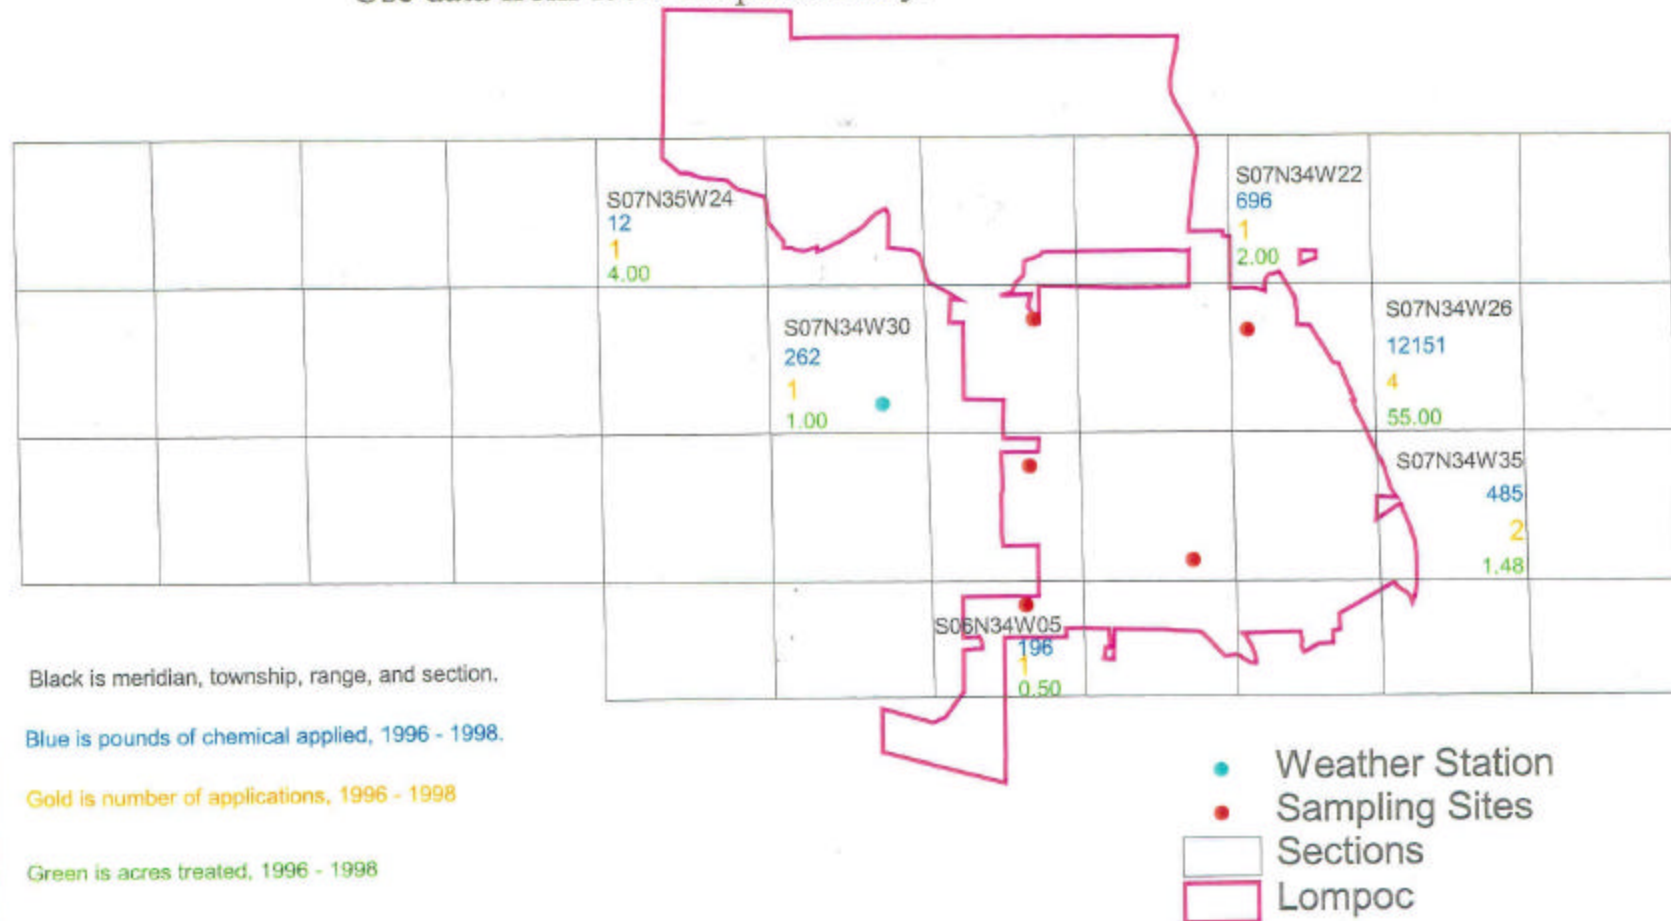 S07N34W22
696
1
2.00
S07N35W24
12
1
4.00
S07N34W26
12151
4
55.00
S07N34W30
262
1
1.00
S07N34W35
485
2
1.48
S06N34W05
196
1
0.50
Black is meridian, township, range, and section.
Blue is pounds of chemical applied, 1996 - 1998.
Gold is number of applications, 1996 - 1998
Green is acres treated, 1996 - 1998
Weather Station
Sampling Sites
Sections
Lompoc